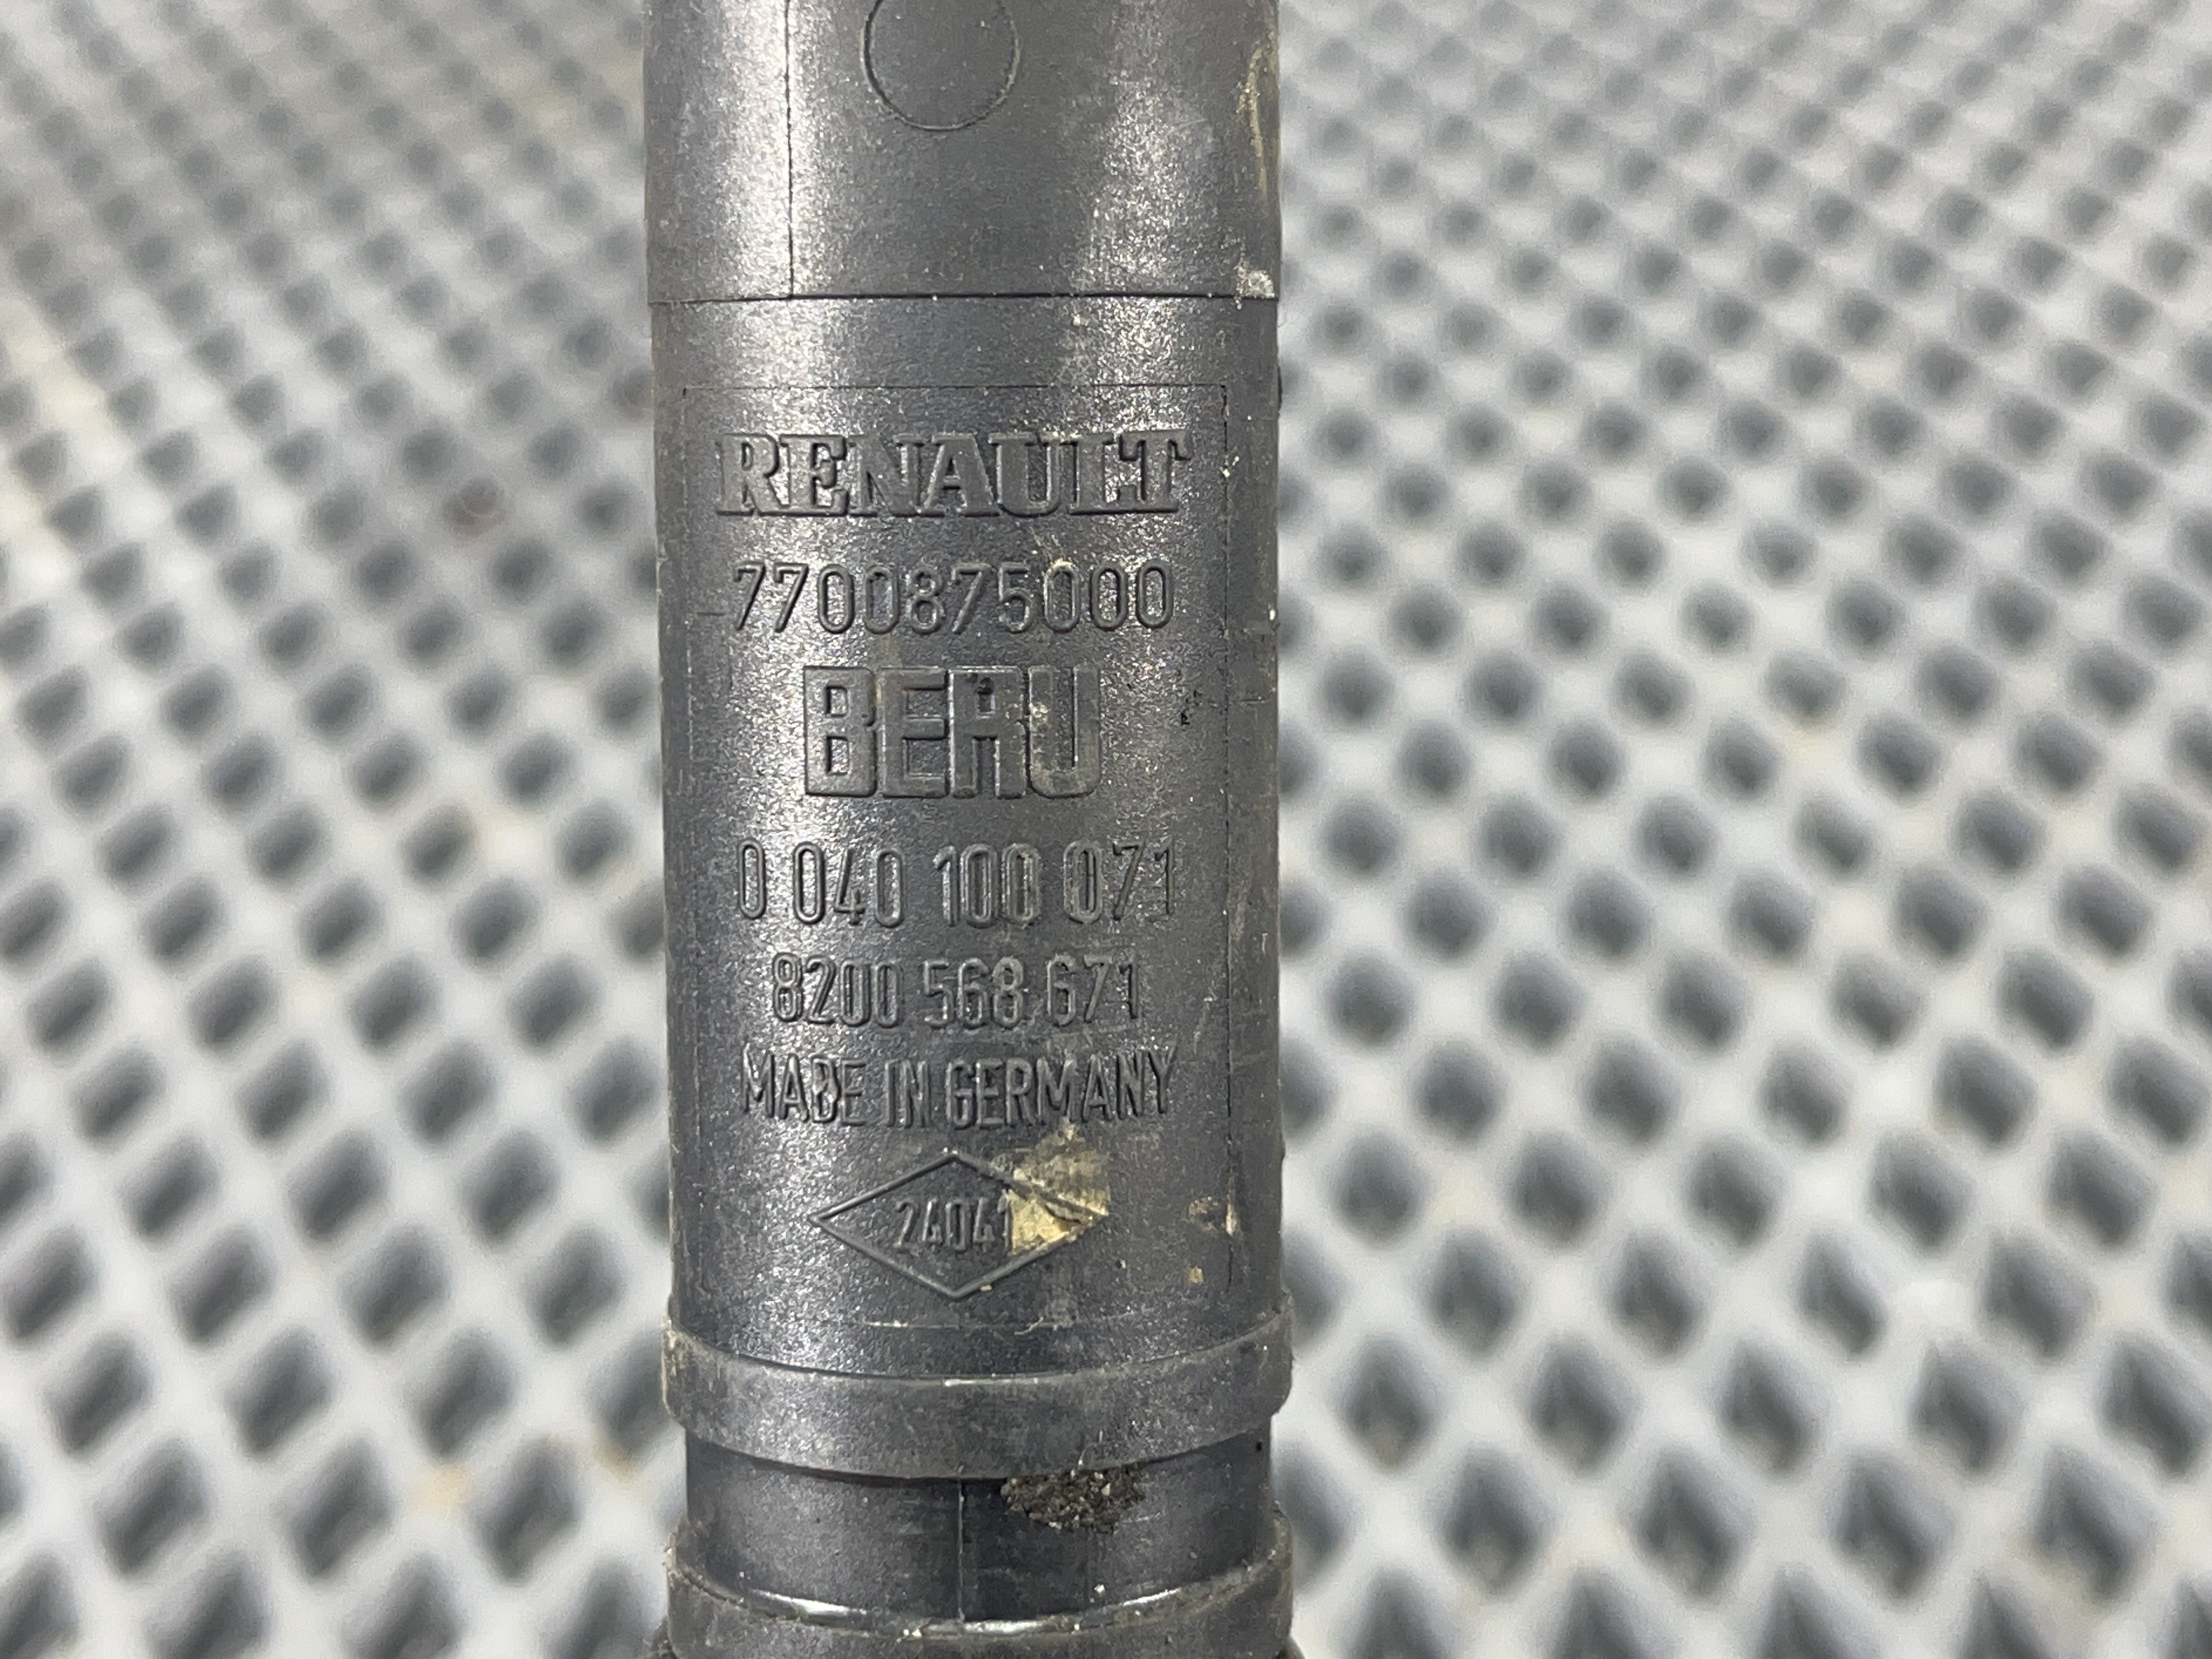 RENAULT
7700875000
BERU
0 040 100 071
8200 568 671
MADE IN GERMANY
24041